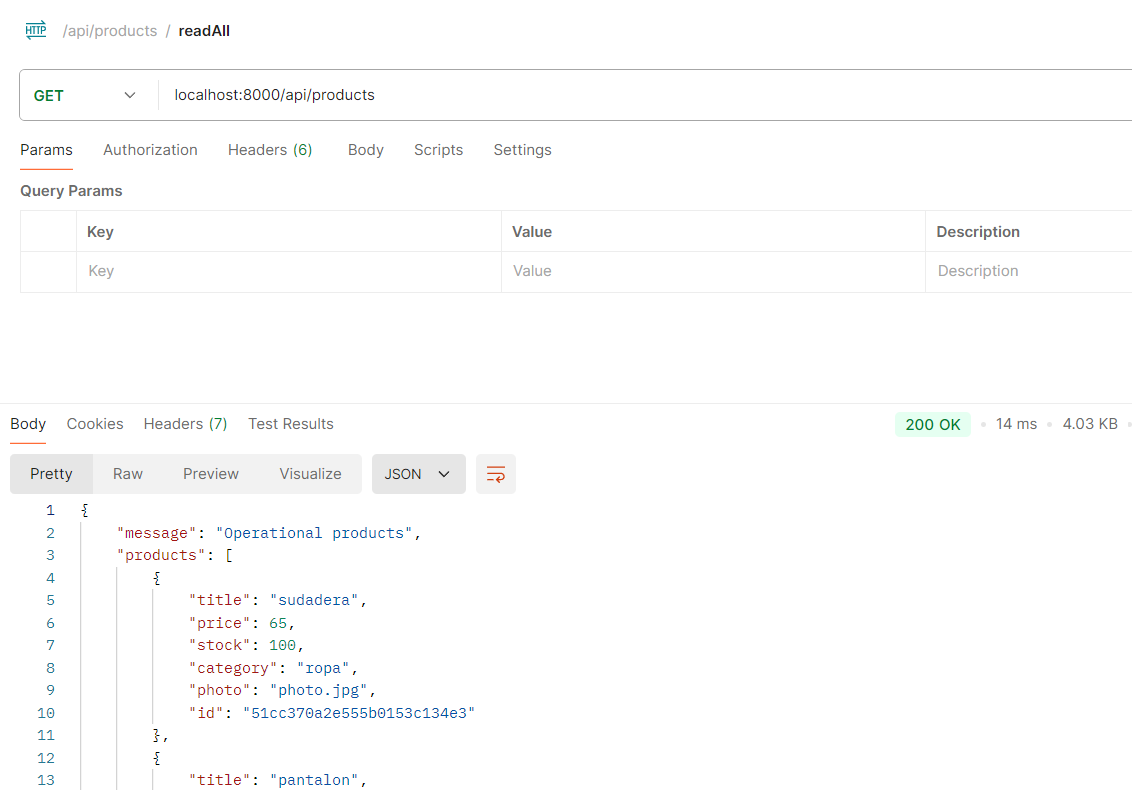 HTTP /api/products / readAll
GET localhost:8000/api/products
Params Authorization Headers (6) Body Scripts Settings
Query Params
Key Value Description
Key Value Description
Body Cookies Headers (7) Test Results 200 OK 14 ms 4.03 KB
Pretty Raw Preview Visualize JSON
1 {
2 "message": "Operational products",
3 "products": [
4 {
5 "title": "sudadera",
6 "price": 65,
7 "stock": 100,
8 "category": "ropa",
9 "photo": "photo.jpg",
10 "id": "51cc370a2e555b0153c134e3"
11 },
12 {
13 "title": "pantalon",